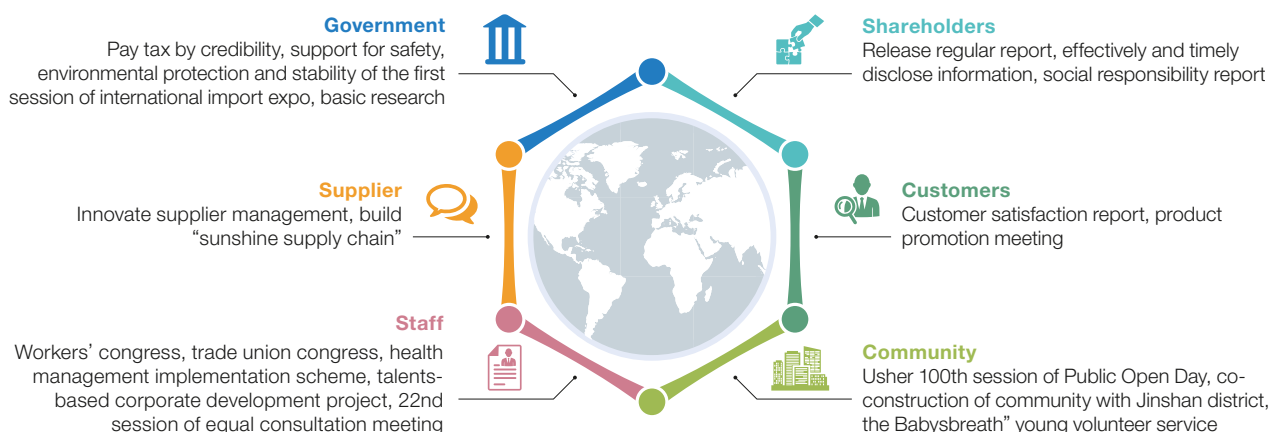 Government
Pay tax by credibility, support for safety,
environmental protection and stability of the first
session of international import expo, basic research
Shareholders
Release regular report, effectively and timely
disclose information, social responsibility report
Supplier
Innovate supplier management, build
“sunshine supply chain”
Customers
Customer satisfaction report, product
promotion meeting
Staff
Workers’ congress, trade union congress, health
management implementation scheme, talents-
based corporate development project, 22nd
session of equal consultation meeting
Community
Usher 100th session of Public Open Day, co-
construction of community with Jinshan district,
the Babysbreath” young volunteer service